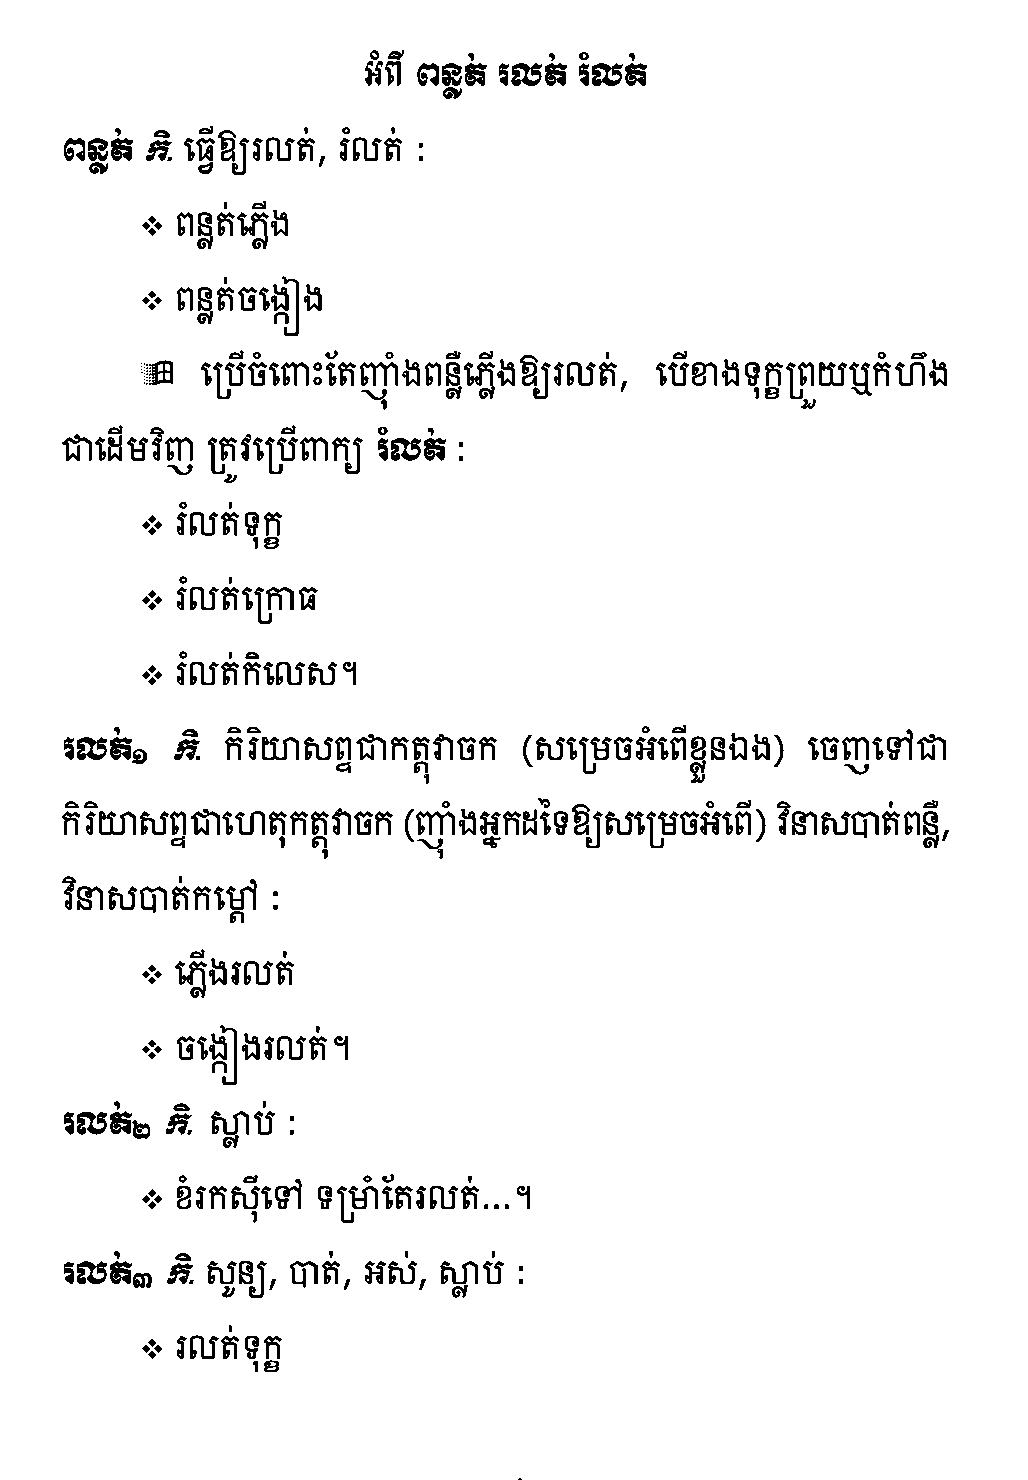 អំពី ពន្លត់ រលត់ រំលត់
ពន្លត់ កិ. ធ្វើឱ្យរលត់, រំលត់ :
❖ ពន្លត់ភ្លើង
❖ ពន្លត់ចង្កៀង
ប្រើចំពោះតែញ៉ាំងពន្លឺភ្លើងឱ្យរលត់, បើខាងទុក្ខព្រួយឬកំហឹង
ជាដើមវិញ ត្រូវប្រើពាក្យ រំលត់ :
❖ រំលត់ទុក្ខ
❖ រំលត់ក្រោធ
❖ រំលត់កិលេស។
រលត់១ កិ. កិរិយាសព្ទជាកត្តុវាចក (សម្រេចអំពើខ្លួនឯង) ចេញទៅជា
កិរិយាសព្ទជាហេតុកត្តុវាចក (ញ៉ាំងអ្នកដទៃឱ្យសម្រេចអំពើ) វិនាសបាត់ពន្លឺ,
វិនាសបាត់កម្ដៅ :
❖ ភ្លើងរលត់
❖ ចង្កៀងរលត់។
រលត់២ កិ. ស្លាប់ :
❖ ខំរកស៊ីទៅ ទម្រាំតែរលត់...។
រលត់៣ កិ. សូន្យ, បាត់, អស់, ស្លាប់ :
❖ រលត់ទុក្ខ